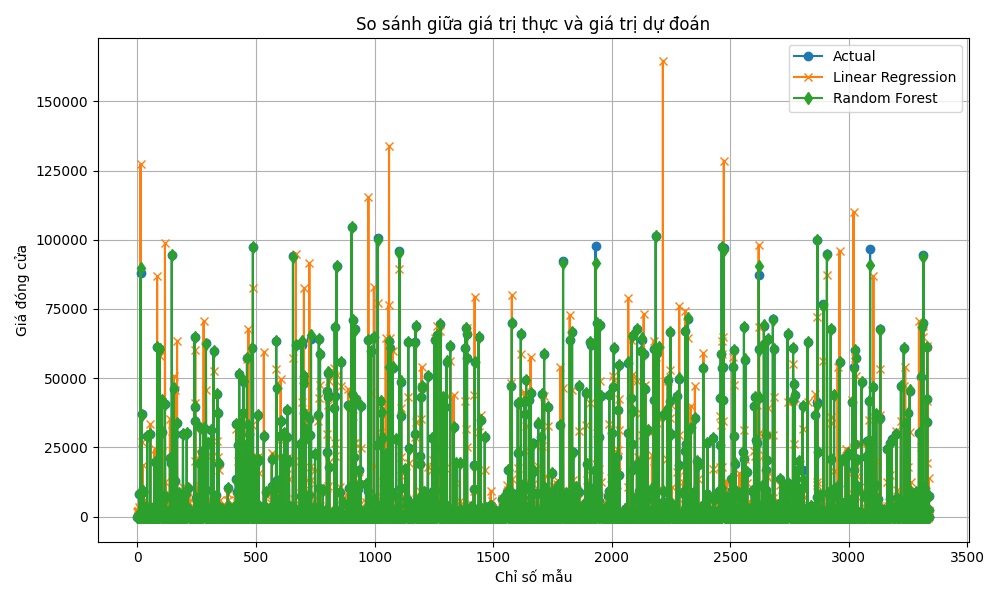 So sánh giữa giá trị thực và giá trị dự đoán
Actual
Linear Regression
Random Forest
Giá đóng cửa
150000
125000
100000
75000
50000
25000
0
0 500 1000 1500 2000 2500 3000 3500
Chỉ số mẫu